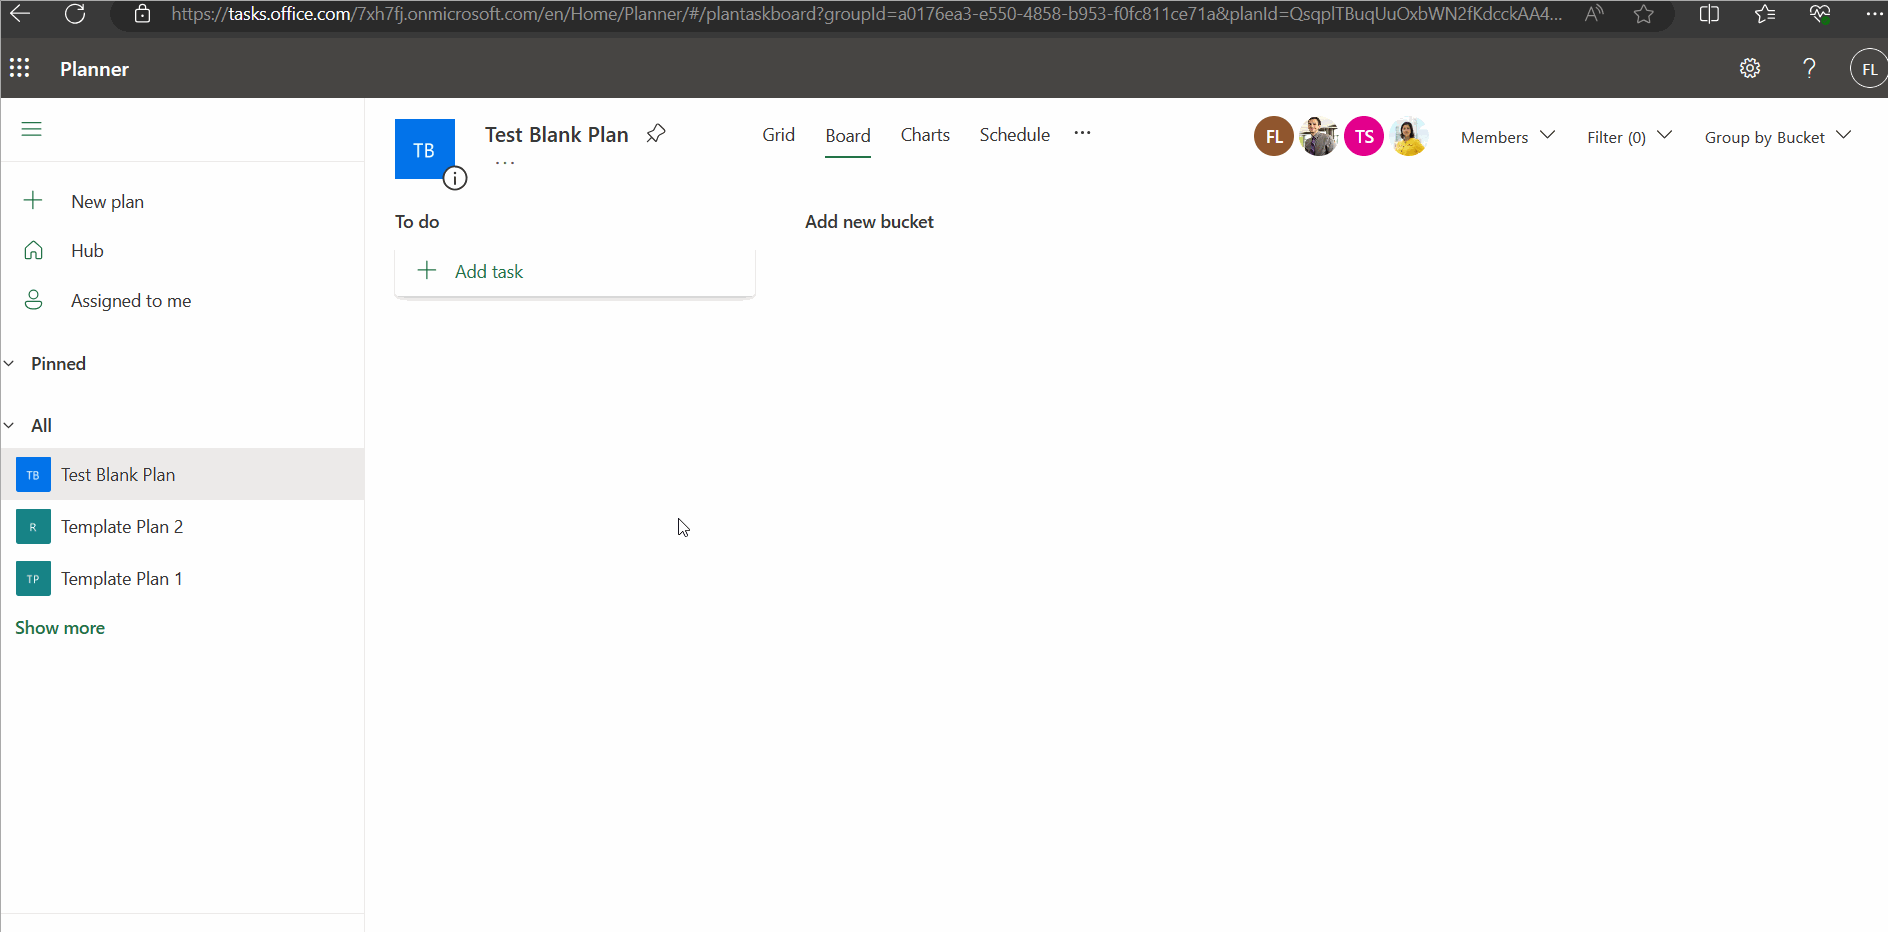 https://tasks.office.com/7xh7fj.onmicrosoft.com/en/Home/Planner/#/plantaskboard?groupId=a0176ea3-e550-4858-b953-f0fc811ce71a&planId=QsqplTBuqUuOxbWN2fKdcckAA4...
Planner
FL
New plan
Hub
Assigned to me
Pinned
All
TB Test Blank Plan
R Template Plan 2
TP Template Plan 1
Show more
TB
Test Blank Plan
...
Grid Board Charts Schedule ...
FL TS
Members Filter (0) Group by Bucket
To do
Add new bucket
Add task